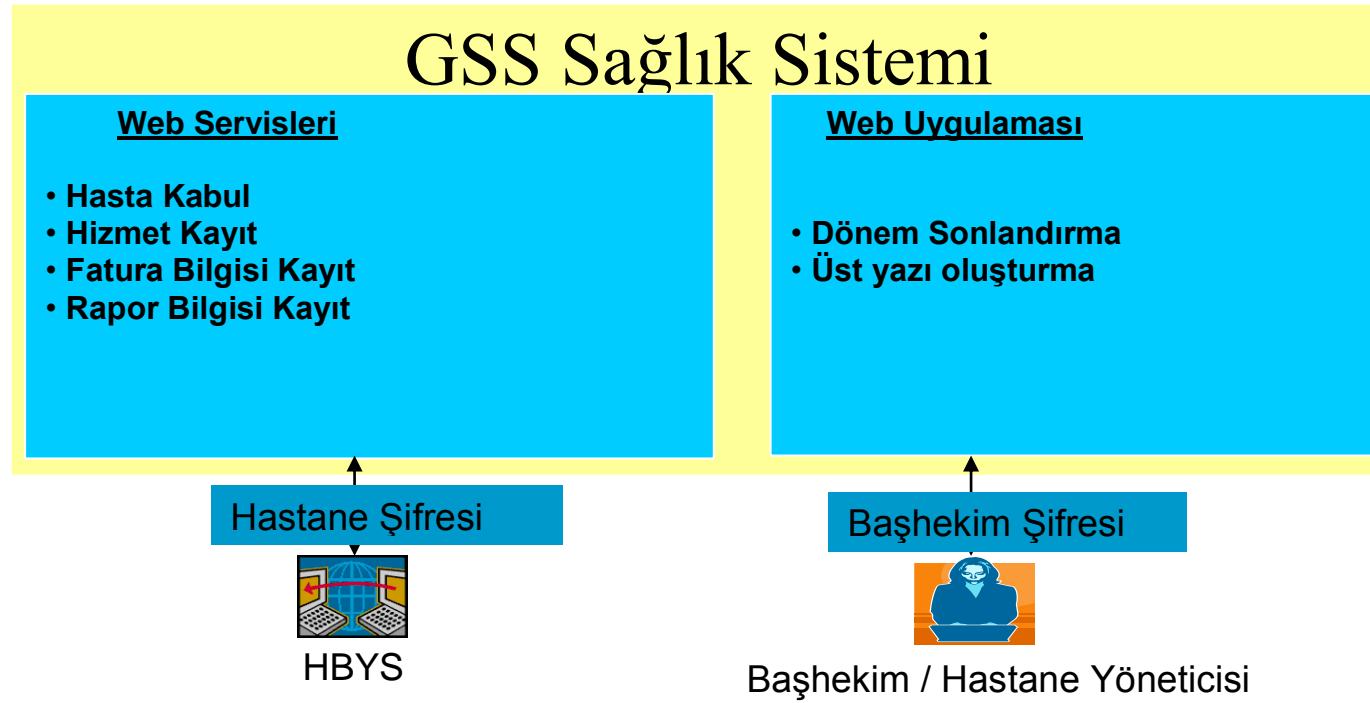 GSS Sağlık Sistemi
Web Servisleri
• Hasta Kabul
• Hizmet Kayıt
• Fatura Bilgisi Kayıt
• Rapor Bilgisi Kayıt
Web Uygulaması
• Dönem Sonlandırma
• Üst yazı oluşturma
Hastane Şifresi
HBYS
Başhekim Şifresi
Başhekim / Hastane Yöneticisi